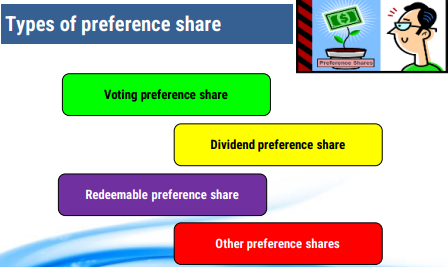 Types of preference share
Preference Shares
Voting preference share
Dividend preference share
Redeemable preference share
Other preference shares